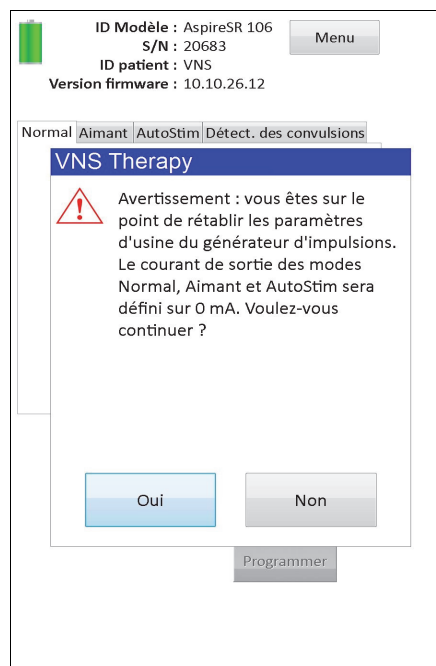 ID Modèle : AspireSR 106
Menu
S/N : 20683
ID patient : VNS
Version firmware : 10.10.26.12
Normal Aimant AutoStim Détect. des convulsions
VNS Therapy
Avertissement : vous êtes sur le
point de rétablir les paramètres
d'usine du générateur d'impulsions.
Le courant de sortie des modes
Normal, Aimant et AutoStim sera
défini sur 0 mA. Voulez-vous
continuer ?
Oui Non
Programmer